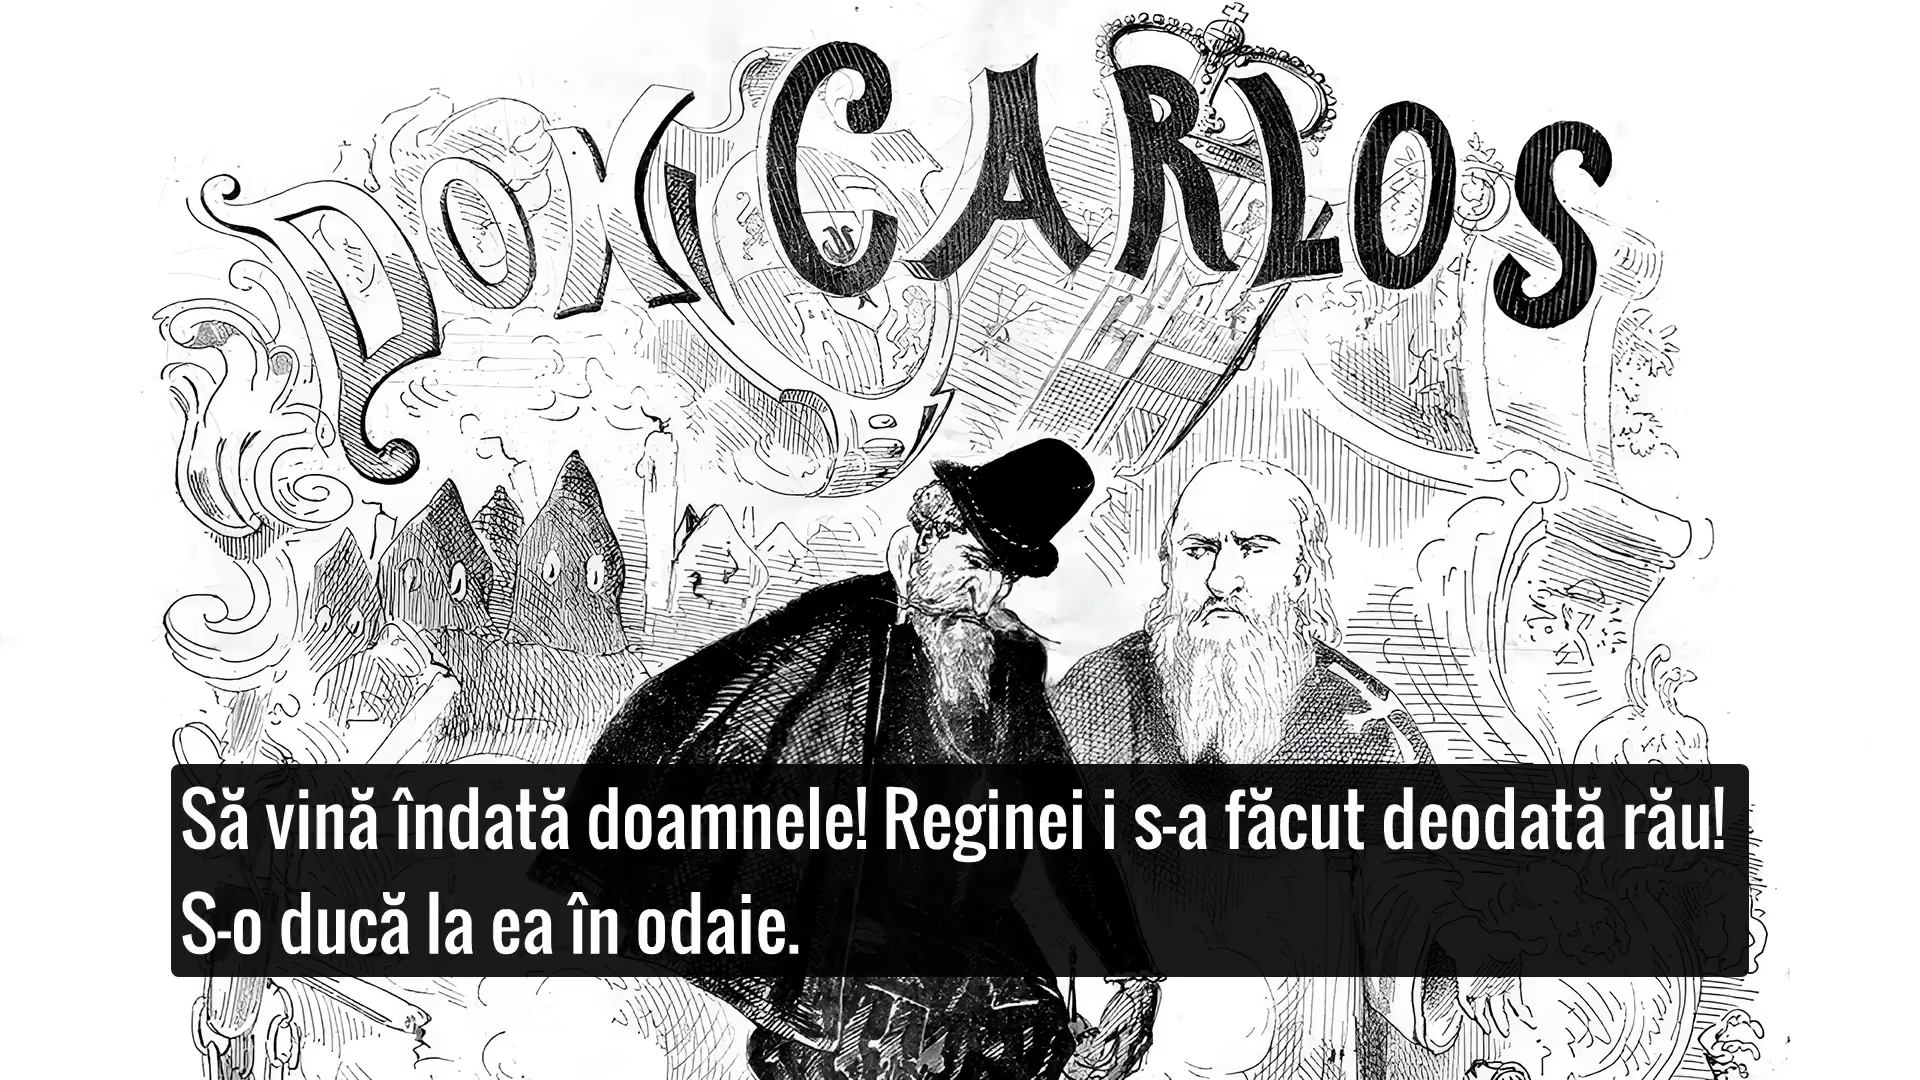 DON CARLOS
Să vină îndată doamnele! Reginei i s-a făcut deodată rău!
S-o ducă la ea în odaie.